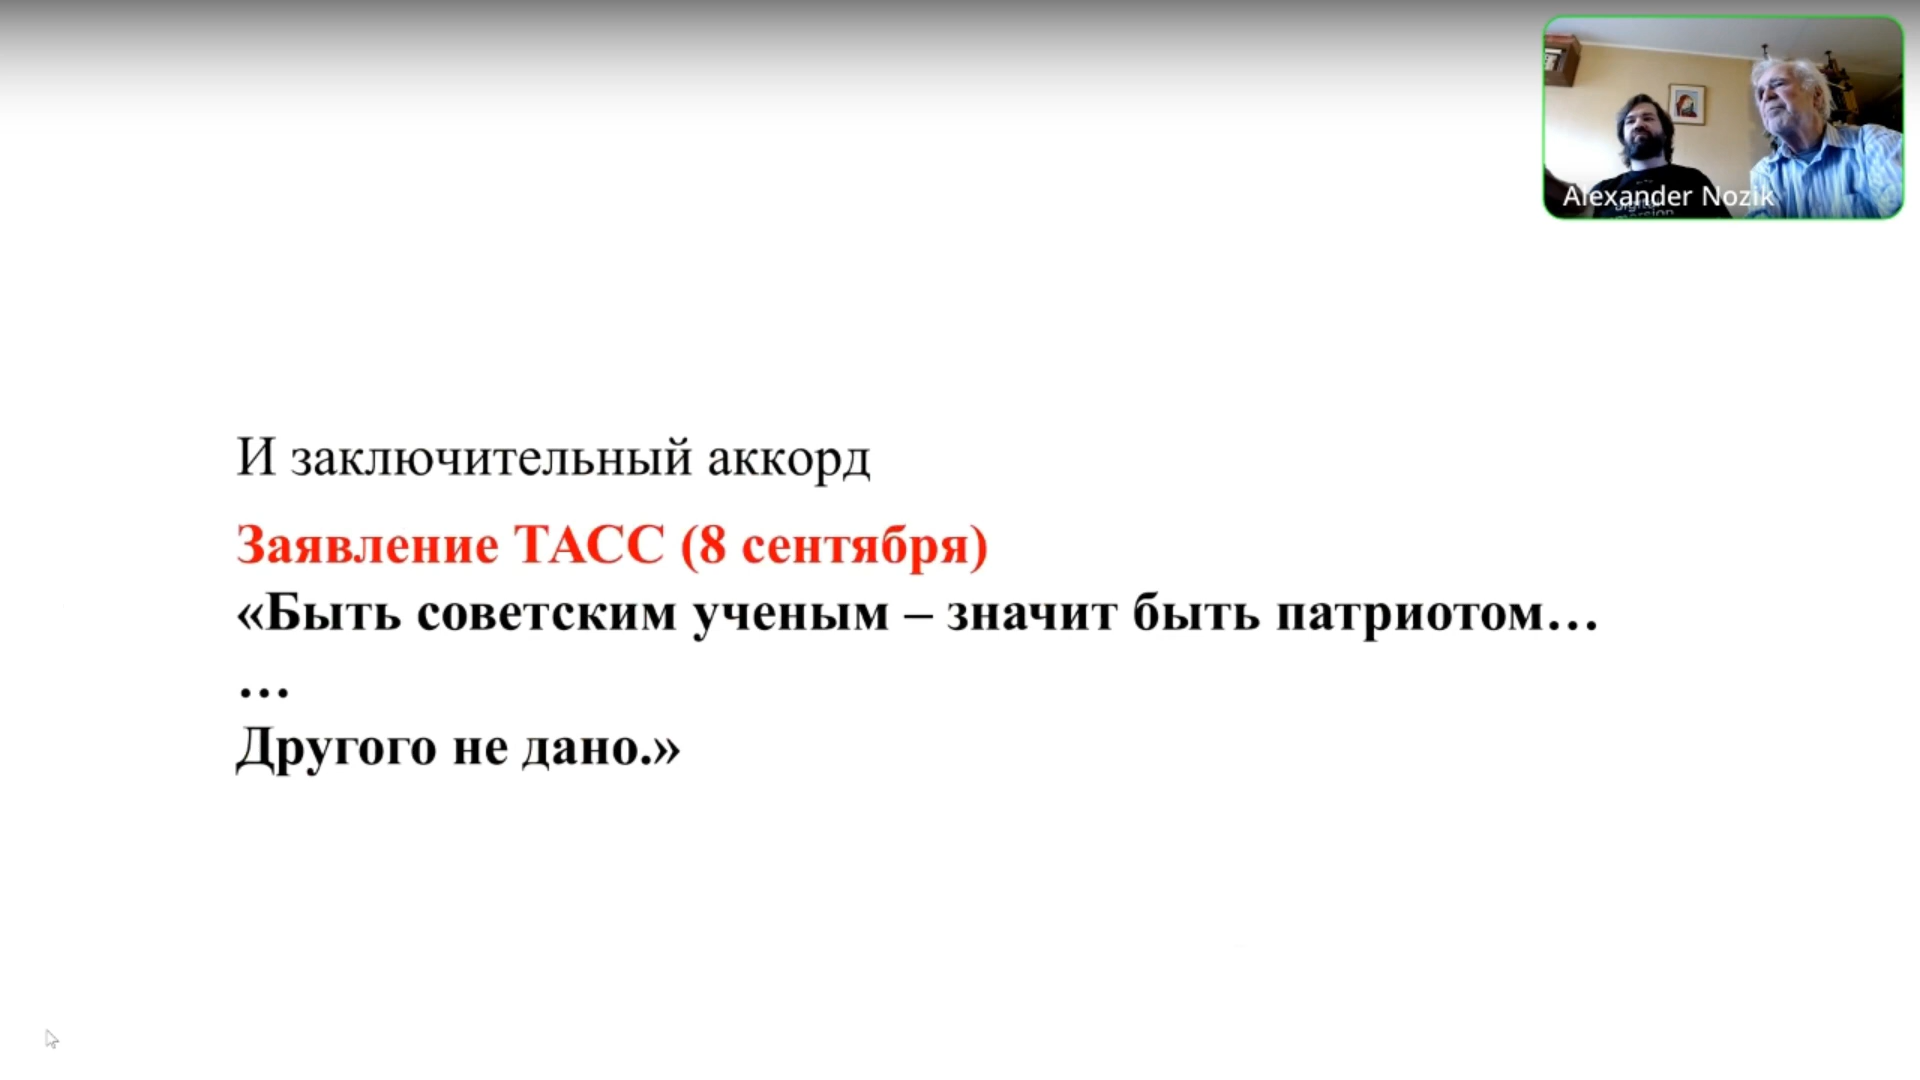 Alexander Nozik
И заключительный аккорд
Заявление ТАСС (8 сентября)
«Быть советским ученым – значит быть патриотом…
…
Другого не дано.»